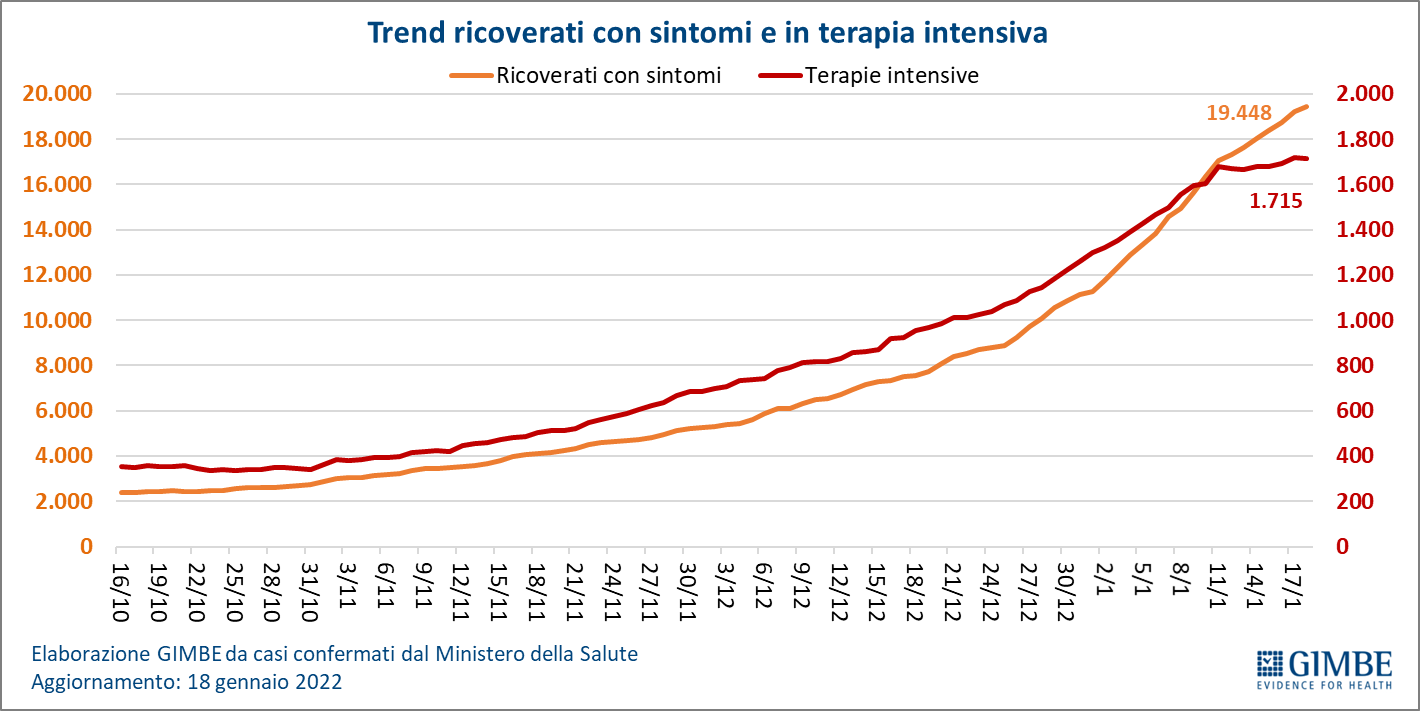 Trend ricoverati con sintomi e in terapia intensiva
Ricoverati con sintomi Terapie intensive
20.000 2.000
19.448
18.000 1.800
16.000 1.600
1.715
14.000 1.400
12.000 1.200
10.000 1.000
8.000 800
6.000 600
4.000 400
2.000 200
0 0
16/10 19/10 22/10 25/10 28/10 31/10 3/11 6/11 9/11 12/11 15/11 18/11 21/11 24/11 27/11 30/11 3/12 6/12 9/12 12/12 15/12 18/12 21/12 24/12 27/12 30/12 2/1 5/1 8/1 11/1 14/1 17/1
Elaborazione GIMBE da casi confermati dal Ministero della Salute
Aggiornamento: 18 gennaio 2022
GIMBE
EVIDENCE FOR HEALTH